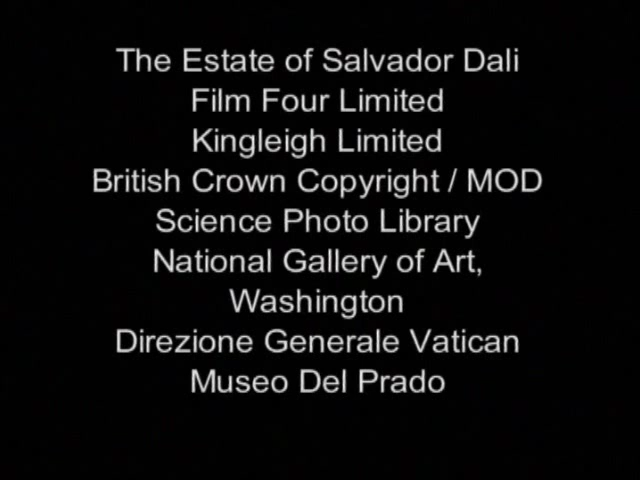 The Estate of Salvador Dali
Film Four Limited
Kingleigh Limited
British Crown Copyright / MOD
Science Photo Library
National Gallery of Art,
Washington
Direzione Generale Vatican
Museo Del Prado